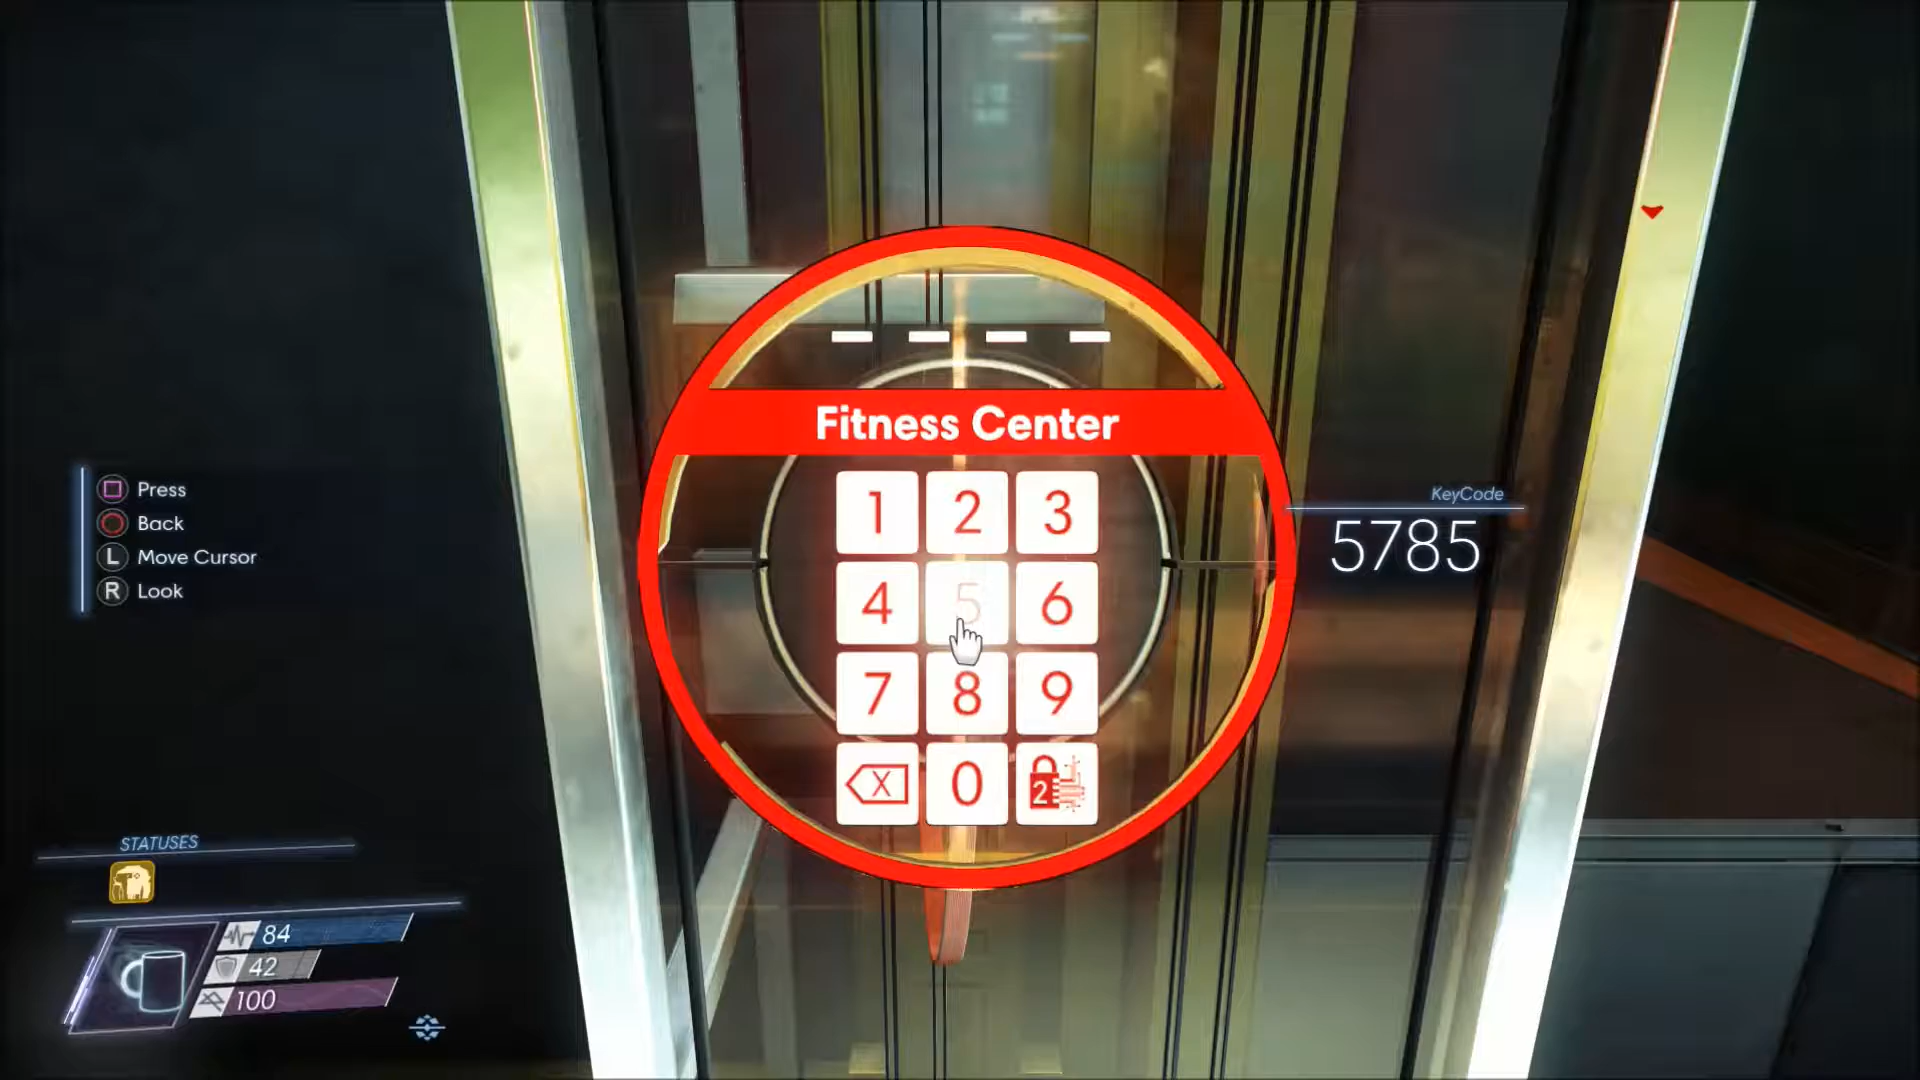 Fitness Center
1 2 3
4 5 6
7 8 9
X 0 2
KeyCode
5785
Press
Back
L Move Cursor
R Look
STATUSES
84
42
100